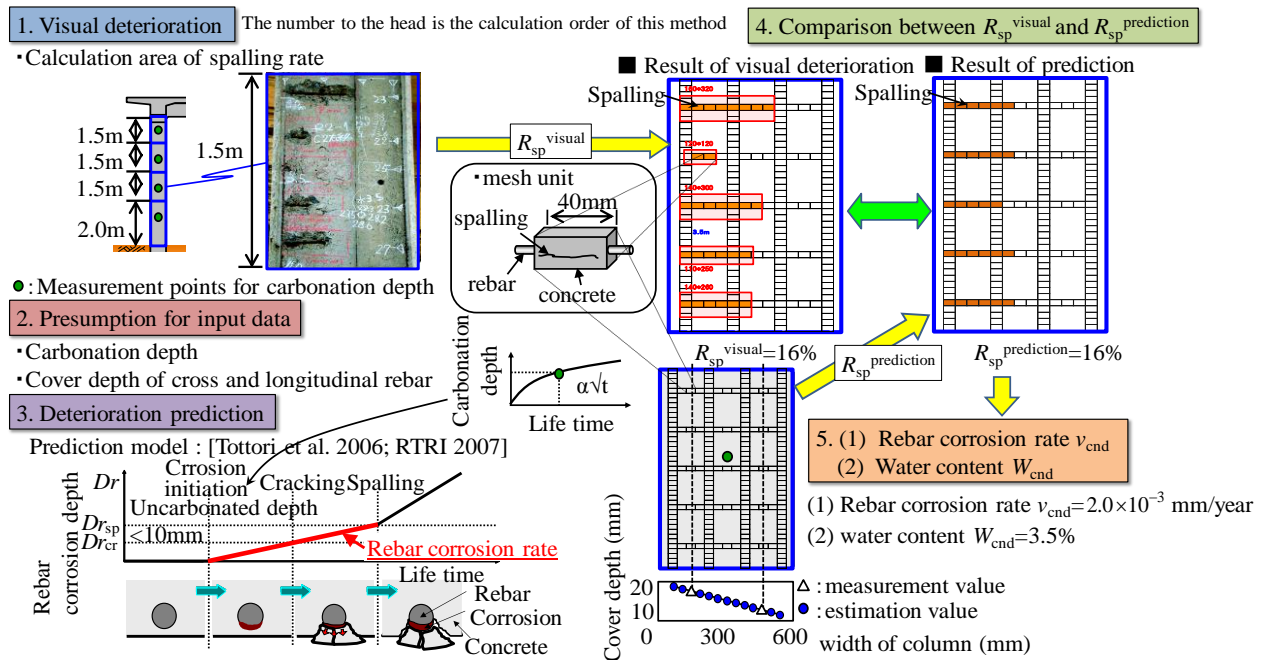 1. Visual deterioration
The number to the head is the calculation order of this method
4. Comparison between Rsp^visual and Rsp^prediction
・Calculation area of spalling rate
1.5m
1.5m
1.5m
2.0m
1.5m
●: Measurement points for carbonation depth
Rsp^visual
■ Result of visual deterioration
Spalling
120*120
3.5m
140*260
Rsp^visual=16%
■ Result of prediction
Spalling
Rsp^prediction=16%
Rsp^prediction
・mesh unit
40mm
spalling
rebar
concrete
2. Presumption for input data
・Carbonation depth
・Cover depth of cross and longitudinal rebar
Carbonation depth
α√t
Life time
3. Deterioration prediction
Prediction model : [Tottori et al. 2006; RTRI 2007]
Rebar corrosion depth
Dr
Drsp
Drcr
Crrosion initiation
Cracking
Spalling
Uncarbonated depth
<10mm
Rebar corrosion rate
Life time
Rebar
Corrosion
Concrete
Cover depth (mm)
20
10
0
300
600
width of column (mm)
△: measurement value
●: estimation value
5. (1) Rebar corrosion rate vcnd
(2) Water content Wcnd
(1) Rebar corrosion rate vcnd=2.0×10⁻³ mm/year
(2) water content Wcnd=3.5%